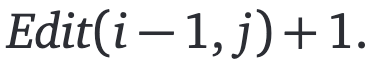 Edit(i − 1, j) + 1.